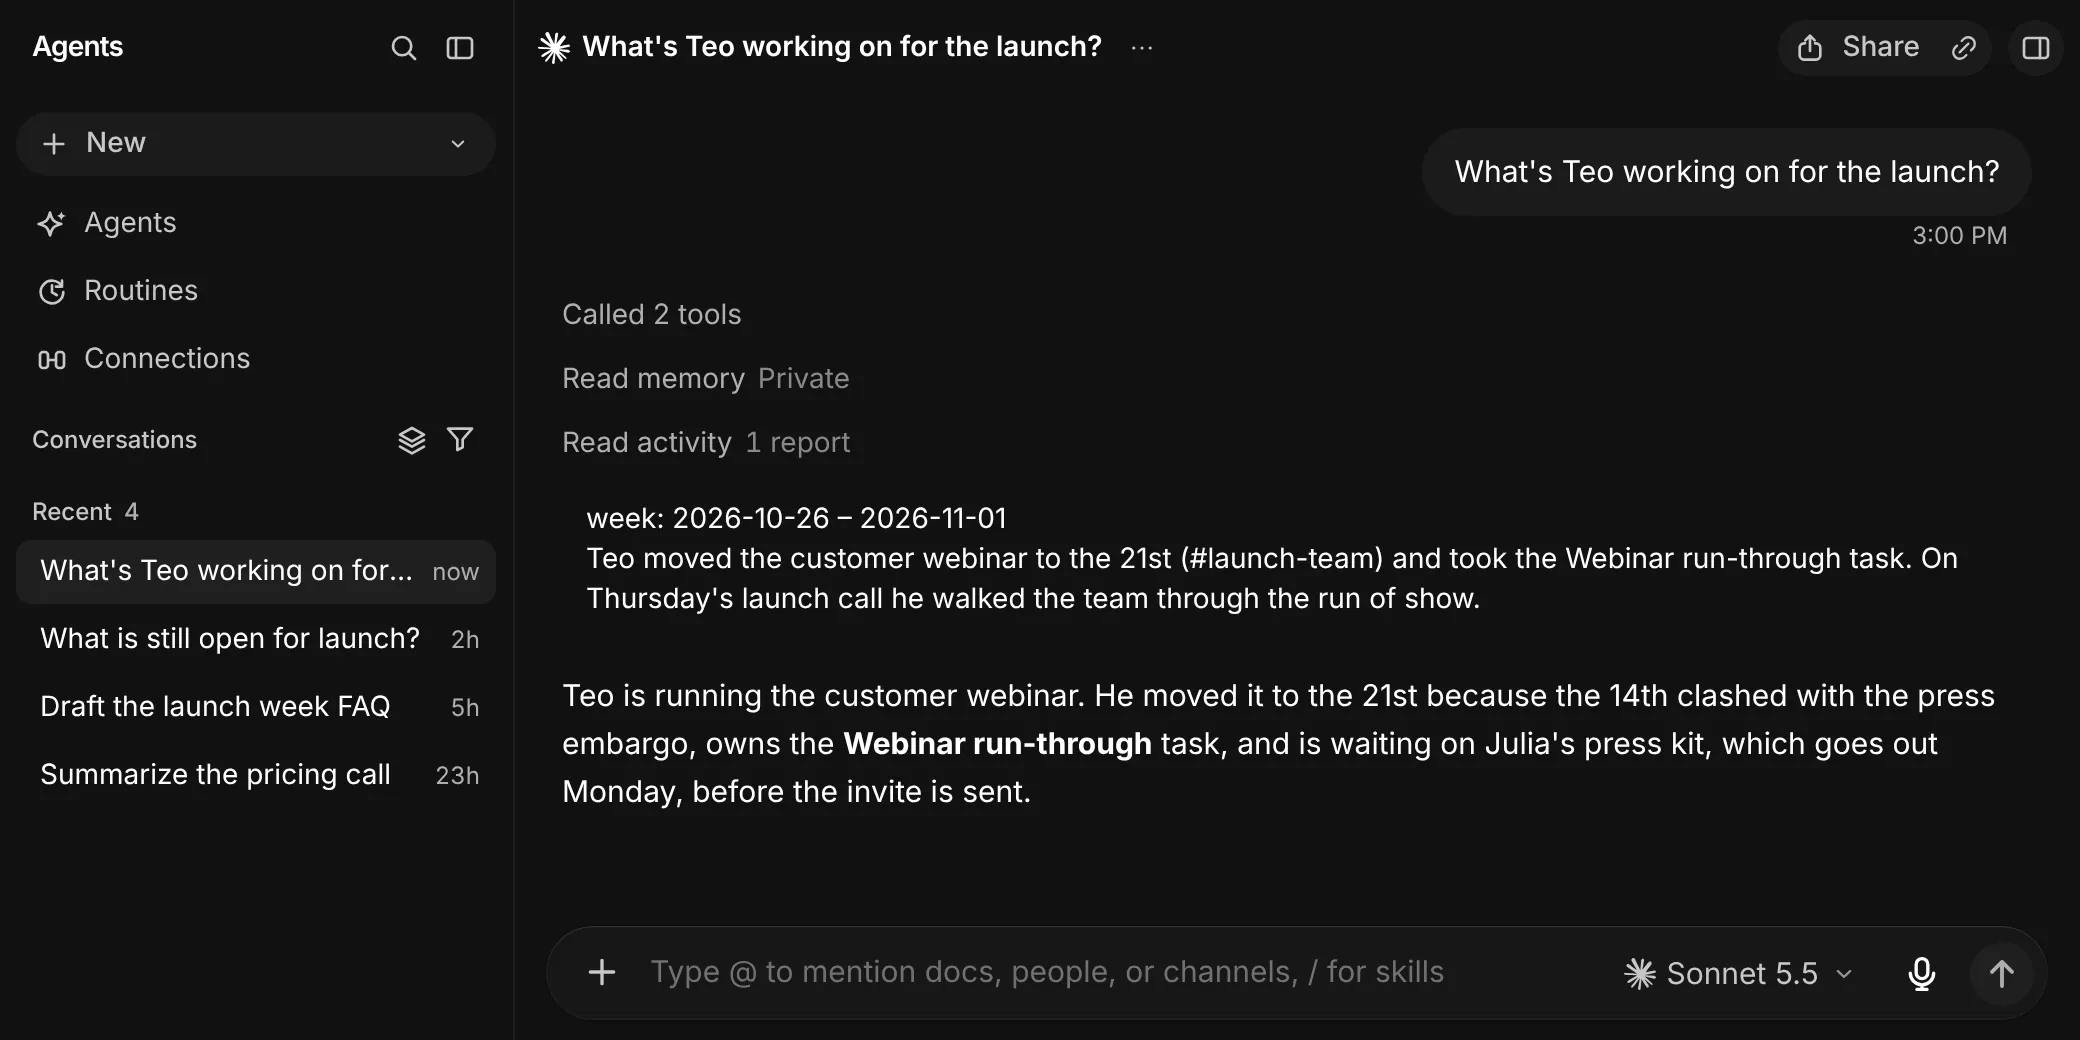 Agents
New
Agents
Routines
Connections
Conversations
Recent 4
What's Teo working on for... now
What is still open for launch? 2h
Draft the launch week FAQ 5h
Summarize the pricing call 23h
What's Teo working on for the launch? ...
Share
What's Teo working on for the launch?
3:00 PM
Called 2 tools
Read memory Private
Read activity 1 report
week: 2026-10-26 – 2026-11-01
Teo moved the customer webinar to the 21st (#launch-team) and took the Webinar run-through task. On
Thursday's launch call he walked the team through the run of show.
Teo is running the customer webinar. He moved it to the 21st because the 14th clashed with the press
embargo, owns the Webinar run-through task, and is waiting on Julia's press kit, which goes out
Monday, before the invite is sent.
Type @ to mention docs, people, or channels, / for skills
Sonnet 5.5